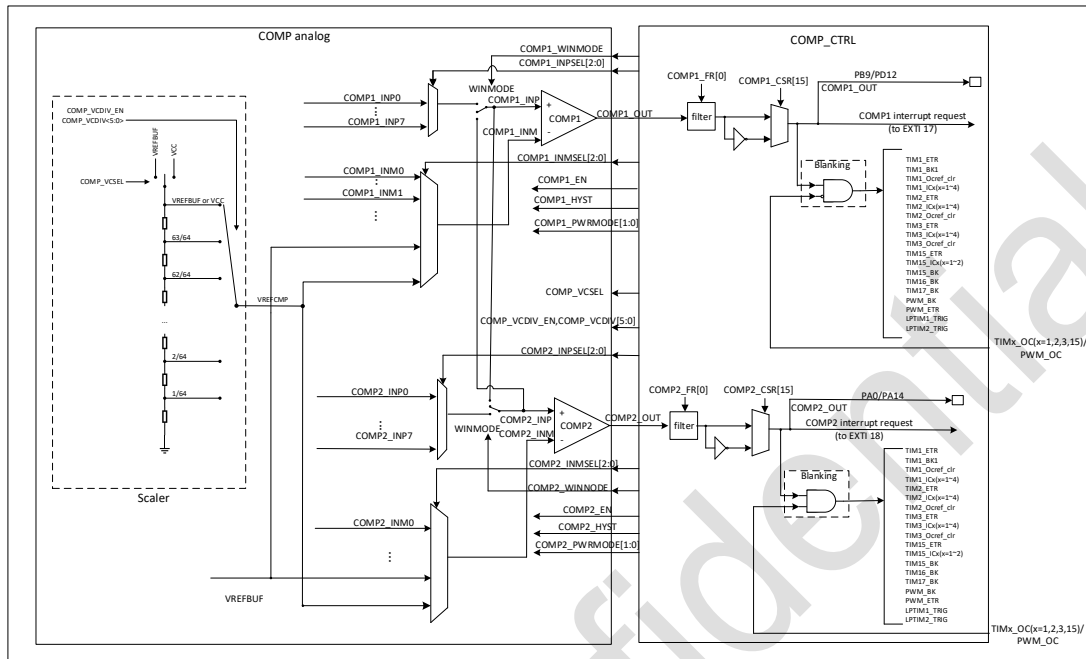 COMP analog
COMP_CTRL
COMP_VCDIV_EN
COMP_VCDIV<5:0>
VREFBUF
VCC
COMP_VCSEL
VREFBUF or VCC
63/64
62/64
...
2/64
1/64
Scaler
VREFCMP
VREFBUF
COMP1_WINMODE
COMP1_INPSEL[2:0]
WINMODE
COMP1_INP0
...
COMP1_INP7
COMP1_INP
COMP1_INM
+
COMP1
-
COMP1_OUT
COMP1_INMSEL[2:0]
COMP1_INM0
...
COMP1_INM1
...
COMP1_EN
COMP1_HYST
COMP1_PWRMODE[1:0]
COMP_VCSEL
COMP_VCDIV_EN,COMP_VCDIV[5:0]
COMP2_INPSEL[2:0]
COMP2_INP0
...
COMP2_INP7
WINMODE
COMP2_INP
COMP2_INM
+
COMP2
-
COMP2_OUT
COMP2_INMSEL[2:0]
COMP2_WINNODE
COMP2_INM0
...
COMP2_EN
COMP2_HYST
COMP2_PWRMODE[1:0]
COMP1_FR[0]
COMP1_CSR[15]
filter
PB9/PD12
COMP1_OUT
COMP1 interrupt request
(to EXTI 17)
Blanking
TIM1_ETR
TIM1_BK1
TIM1_Ocref_clr
TIM1_ICx(x=1~4)
TIM2_ICx(x=1~4)
TIM2_ETR
TIM2_Ocref_clr
TIM3_ETR
TIM3_ICx(x=1~4)
TIM3_Ocref_clr
TIM15_ETR
TIM15_ICx(x=1~2)
TIM15_BK
TIM16_BK
TIM17_BK
PWM_BK
PWM_ETR
LPTIM1_TRIG
LPTIM2_TRIG
TIMx_OC(x=1,2,3,15)/
PWM_OC
COMP2_FR[0]
COMP2_CSR[15]
filter
PA0/PA14
COMP2_OUT
COMP2 interrupt request
(to EXTI 18)
Blanking
TIM1_ETR
TIM1_BK1
TIM1_Ocref_clr
TIM1_ICx(x=1~4)
TIM2_ETR
TIM2_ICx(x=1~4)
TIM2_Ocref_clr
TIM3_ETR
TIM3_ICx(x=1~4)
TIM3_Ocref_clr
TIM15_ETR
TIM15_ICx(x=1~2)
TIM15_BK
TIM16_BK
TIM17_BK
PWM_BK
PWM_ETR
LPTIM1_TRIG
LPTIM2_TRIG
TIMx_OC(x=1,2,3,15)/
PWM_OC
fidential